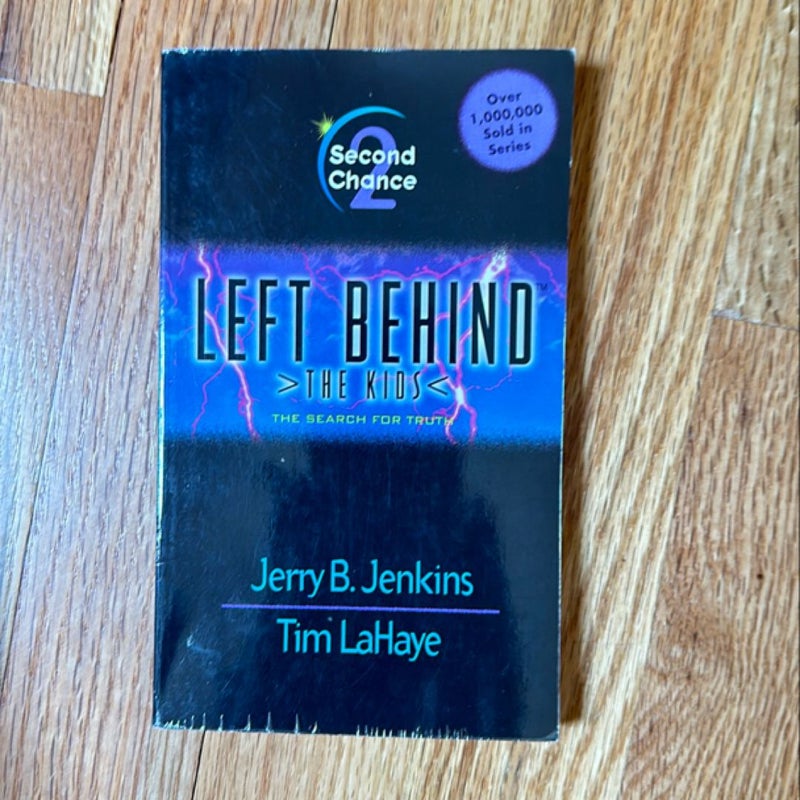 Over
1,000,000
Sold in
Series
2
Second
Chance
LEFT BEHIND™
>THE KIDS<
THE SEARCH FOR TRUTH
Jerry B. Jenkins
Tim LaHaye